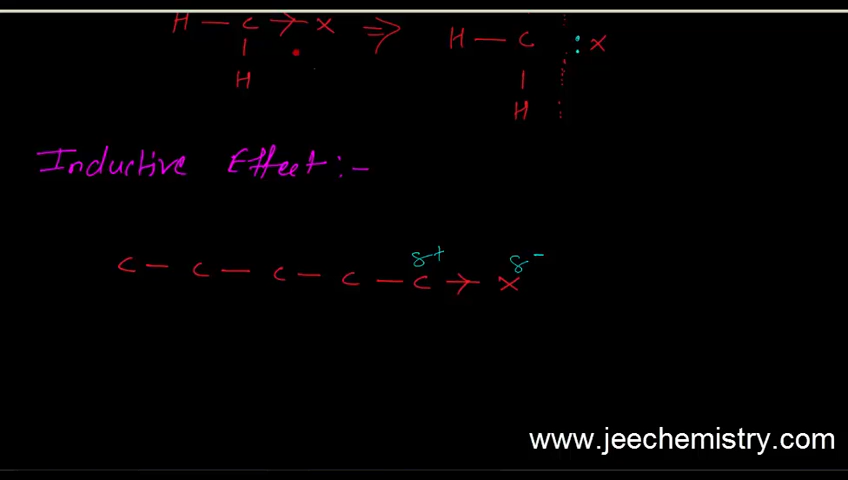 H — C → X ⇒ H — C : X
| |
H H
Inductive Effect :-
δ+ δ-
C — C — C — C — C → X
www.jeechemistry.com